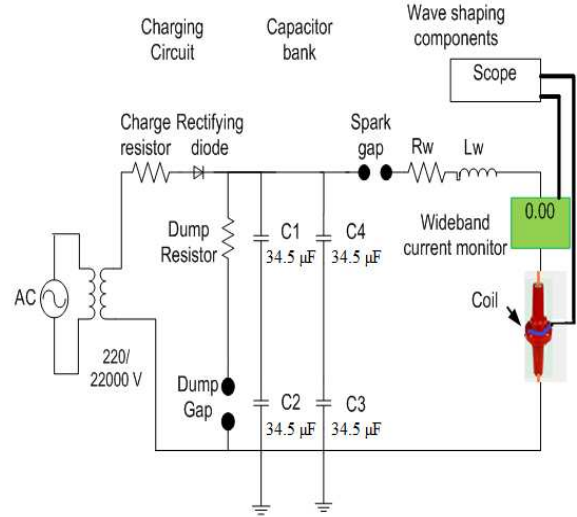 Charging
Circuit
Capacitor
bank
Wave shaping
components
Scope
Charge
resistor
Rectifying
diode
Spark
gap
Rw
Lw
0.00
Wideband
current monitor
Dump
Resistor
C1
34.5 µF
C4
34.5 µF
AC
Coil
220/
22000 V
Dump
Gap
C2
34.5 µF
C3
34.5 µF